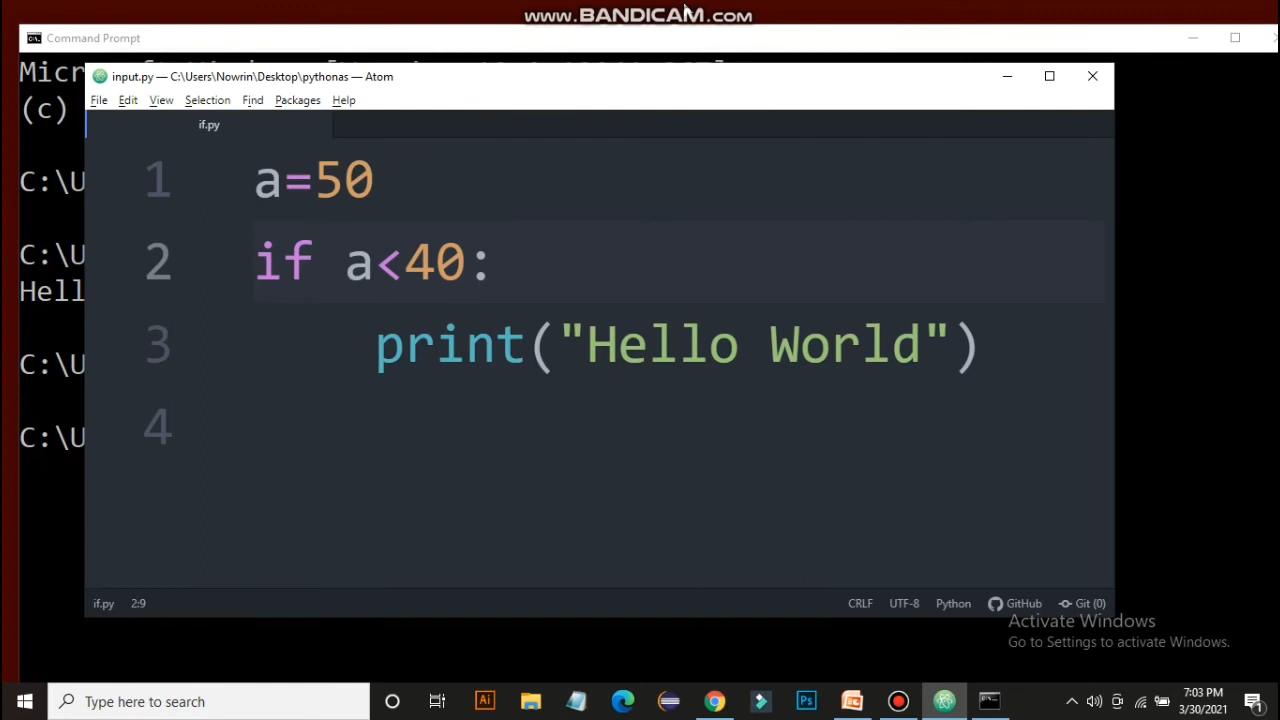 www.BANDICAM.com
Command Prompt
input.py — C:\Users\Nowrin\Desktop\pythonas — Atom
(c)
File Edit View Selection Find Packages Help
if.py
1 a=50
2 if a<40:
3 print("Hello World")
4
C:\U
C:\U
Hell
C:\U
C:\U
if.py 2:9
CRLF UTF-8 Python GitHub Git (0)
Activate Windows
Go to Settings to activate Windows.
Type here to search
Ai
Ps
7:03 PM
3/30/2021
1